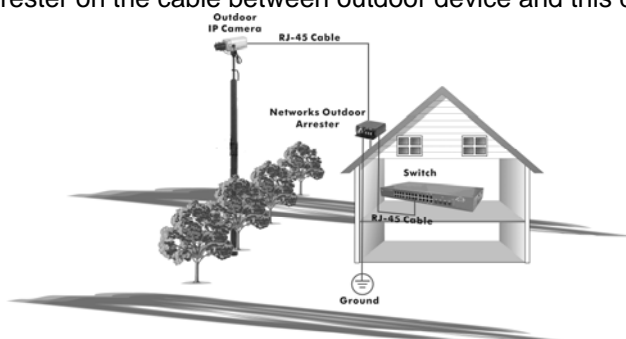 rester on the cable between outdoor device and this
Outdoor
IP Camera
RJ-45 Cable
Networks Outdoor
Arrester
Switch
RJ-45 Cable
Ground